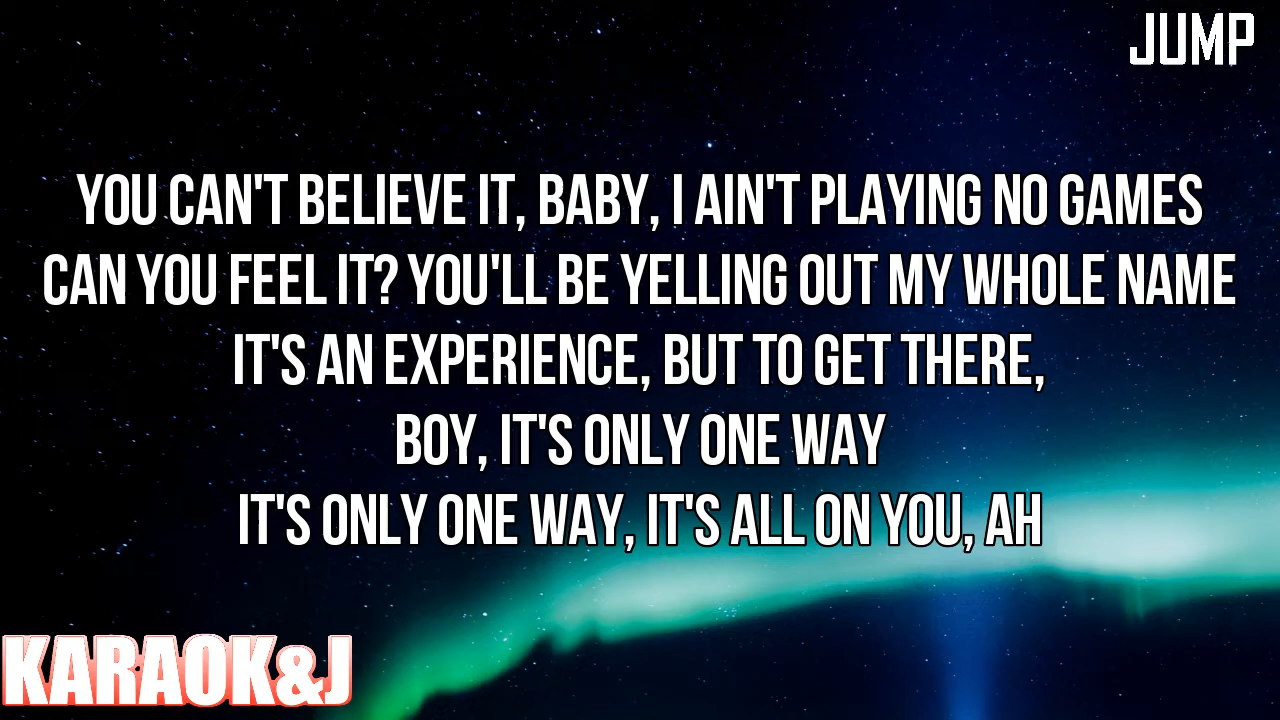 JUMP
YOU CAN'T BELIEVE IT, BABY, I AIN'T PLAYING NO GAMES
CAN YOU FEEL IT? YOU'LL BE YELLING OUT MY WHOLE NAME
IT'S AN EXPERIENCE, BUT TO GET THERE,
BOY, IT'S ONLY ONE WAY
IT'S ONLY ONE WAY, IT'S ALL ON YOU, AH
KARAOK&J